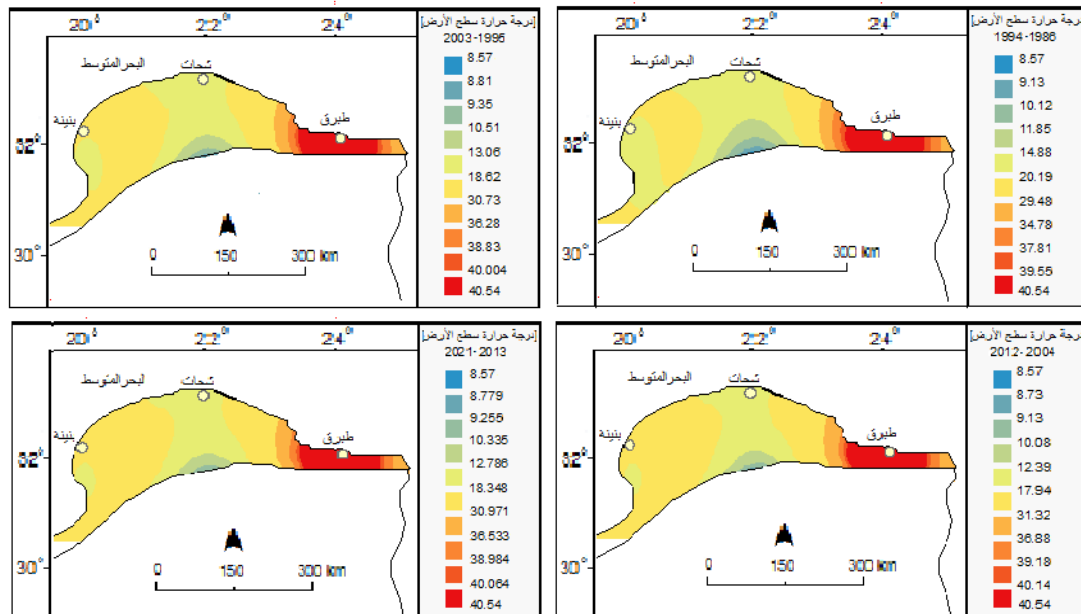 [درجة حرارة سطح الأرض]
1994-1986
8.57
9.13
10.12
11.85
14.88
20.19
29.48
34.78
37.81
39.55
40.54
20° 22° 24°
البحرالمتوسط
شحات
بنينة
طبرق
32°
30°
0 150 300 km
[درجة حرارة سطح الأرض]
2003-1995
8.57
8.81
9.35
10.51
13.06
18.62
30.73
36.28
38.83
40.004
40.54
20° 22° 24°
البحرالمتوسط
شحات
بنينة
طبرق
32°
30°
0 150 300 km
[درجة حرارة سطح الأرض]
2012-2004
8.57
8.73
9.13
10.08
12.39
17.94
31.32
36.88
39.18
40.14
40.54
20° 22° 24°
البحرالمتوسط
شحات
بنينة
طبرق
32°
30°
0 150 300 km
[درجة حرارة سطح الأرض]
2021-2013
8.57
8.779
9.255
10.335
12.786
18.348
30.971
36.533
38.984
40.064
40.54
20° 22° 24°
البحرالمتوسط
شحات
بنينة
طبرق
32°
30°
0 150 300 km